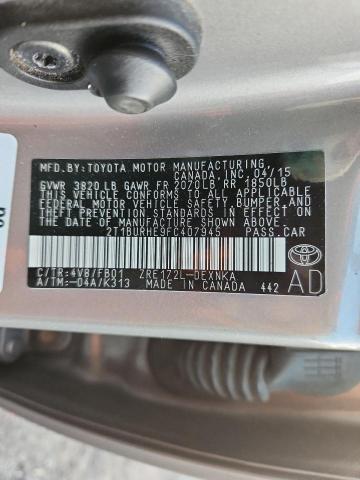 MFD. BY: TOYOTA MOTOR MANUFACTURING
CANADA, INC. 04/15
GVWR 3820 LB GAWR FR 2070LB RR 1850LB
THIS VEHICLE CONFORMS TO ALL APPLICABLE
FEDERAL MOTOR VEHICLE SAFETY, BUMPER,
AND THEFT PREVENTION STANDARDS IN EFFECT ON
THE DATE OF MANUFACTURE SHOWN ABOVE.
2T1BURHE9FC407945 PASS.CAR
C/TR:4V8/FB01 ZRE172L-DEXNKA
A/TM:-04A/K313 MADE IN CANADA 442
AD